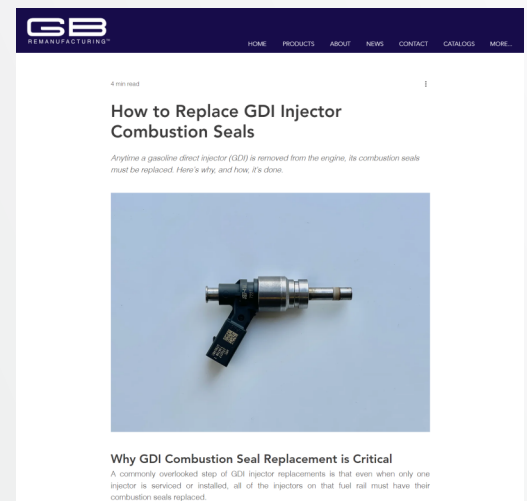 GB
REMANUFACTURING™
HOME PRODUCTS ABOUT NEWS CONTACT CATALOGS MORE...
4 min read
How to Replace GDI Injector
Combustion Seals
Anytime a gasoline direct injector (GDI) is removed from the engine, its combustion seals
must be replaced. Here's why, and how, it's done.
Why GDI Combustion Seal Replacement is Critical
A commonly overlooked step of GDI injector replacements is that even when only one
injector is serviced or installed, all of the injectors on that fuel rail must have their
combustion seals replaced.